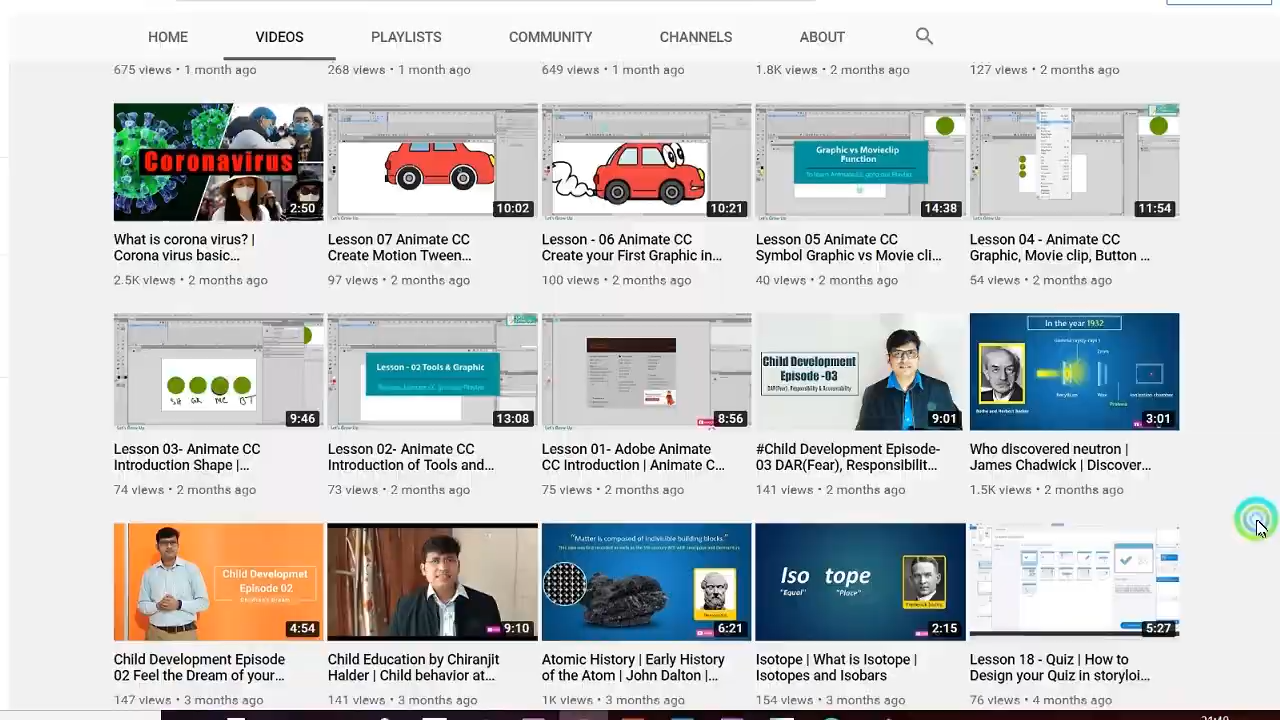 HOME VIDEOS PLAYLISTS COMMUNITY CHANNELS ABOUT
675 views • 1 month ago 268 views • 1 month ago 649 views • 1 month ago 1.8K views • 2 months ago 127 views • 2 months ago
Coronavirus
2:50
10:02
10:21
Graphic vs Movieclip
Function
14:38
11:54
What is corona virus? |
Corona virus basic...
2.5K views • 2 months ago
Lesson 07 Animate CC
Create Motion Tween...
97 views • 2 months ago
Lesson - 06 Animate CC
Create your First Graphic in...
100 views • 2 months ago
Lesson 05 Animate CC
Symbol Graphic vs Movie cli...
40 views • 2 months ago
Lesson 04 - Animate CC
Graphic, Movie clip, Button ...
54 views • 2 months ago
9:46
Lesson - 02 Tools & Graphic
13:08
8:56
Child Development
Episode-03
DAR(Fear), Responsibility & Accountability
9:01
In the year 1932
3:01
Lesson 03- Animate CC
Introduction Shape |...
74 views • 2 months ago
Lesson 02- Animate CC
Introduction of Tools and...
73 views • 2 months ago
Lesson 01- Adobe Animate
CC Introduction | Animate C...
75 views • 2 months ago
#Child Development Episode-
03 DAR(Fear), Responsibilit...
141 views • 2 months ago
Who discovered neutron |
James Chadwick | Discover...
1.5K views • 2 months ago
Child Developmet
Episode 02
4:54
9:10
"Matter is composed of indivisible building blocks."
6:21
Iso tope
"Equal" "Place"
2:15
5:27
Child Development Episode
02 Feel the Dream of your...
147 views • 3 months ago
Child Education by Chiranjit
Halder | Child behavior at...
141 views • 3 months ago
Atomic History | Early History
of the Atom | John Dalton |...
1K views • 3 months ago
Isotope | What is Isotope |
Isotopes and Isobars
154 views • 3 months ago
Lesson 18 - Quiz | How to
Design your Quiz in storyloi...
76 views • 4 months ago